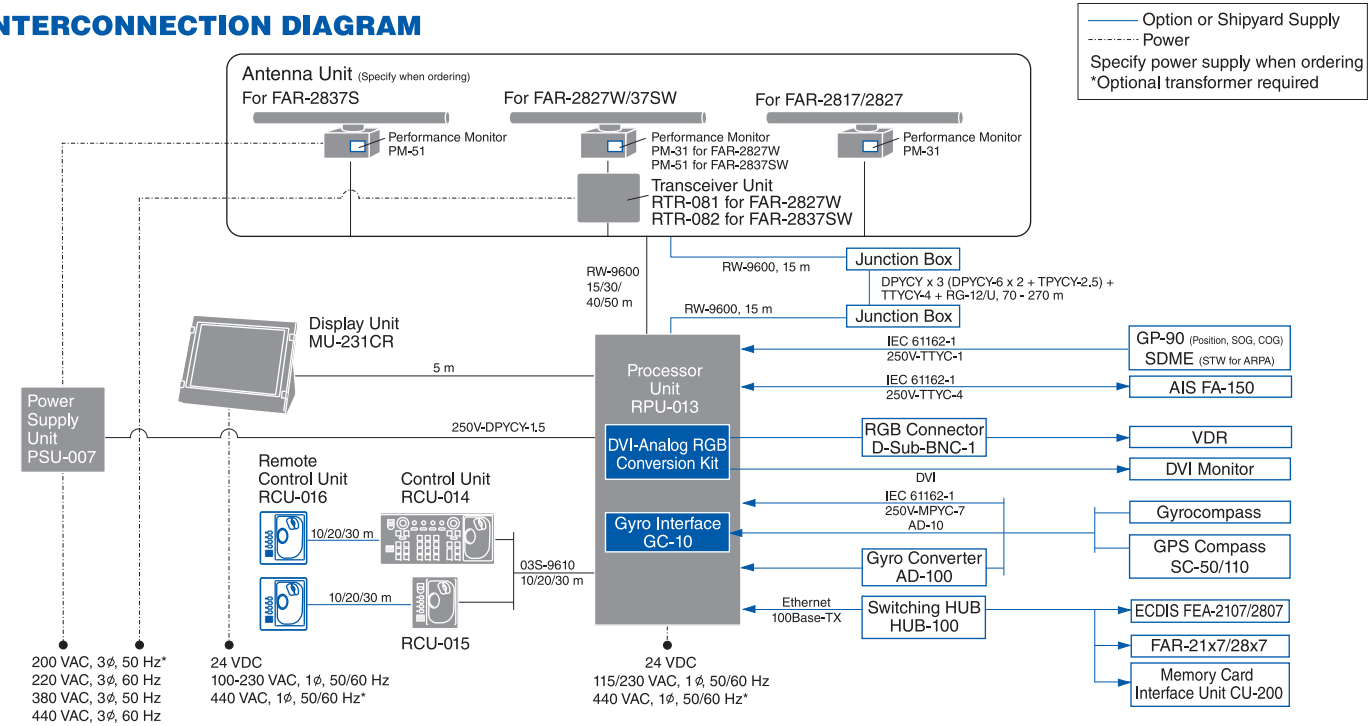 INTERCONNECTION DIAGRAM
Option or Shipyard Supply
Power
Specify power supply when ordering
*Optional transformer required
Antenna Unit (Specify when ordering)
For FAR-2837S
For FAR-2827W/37SW
For FAR-2817/2827
Performance Monitor
PM-51
Performance Monitor
PM-31 for FAR-2827W
PM-51 for FAR-2837SW
Performance Monitor
PM-31
Transceiver Unit
RTR-081 for FAR-2827W
RTR-082 for FAR-2837SW
RW-9600
15/30/
40/50 m
RW-9600, 15 m
Junction Box
DPYCY x 3 (DPYCY-6 x 2 + TPYCY-2.5) +
TTYCY-4 + RG-12/U, 70 - 270 m
RW-9600, 15 m
Junction Box
Display Unit
MU-231CR
5 m
Processor
Unit
RPU-013
IEC 61162-1
250V-TTYC-1
GP-90 (Position, SOG, COG)
SDME (STW for ARPA)
IEC 61162-1
250V-TTYC-4
AIS FA-150
Power
Supply
Unit
PSU-007
250V-DPYCY-1.5
DVI-Analog RGB
Conversion Kit
RGB Connector
D-Sub-BNC-1
VDR
DVI
DVI Monitor
Remote
Control Unit
RCU-016
Control Unit
RCU-014
10/20/30 m
03S-9610
10/20/30 m
10/20/30 m
RCU-015
IEC 61162-1
250V-MPYC-7
AD-10
Gyro Interface
GC-10
Gyrocompass
GPS Compass
SC-50/110
Gyro Converter
AD-100
Ethernet
100Base-TX
Switching HUB
HUB-100
ECDIS FEA-2107/2807
FAR-21x7/28x7
Memory Card
Interface Unit CU-200
200 VAC, 3ø, 50 Hz*
220 VAC, 3ø, 60 Hz
380 VAC, 3ø, 50 Hz
440 VAC, 3ø, 60 Hz
24 VDC
100-230 VAC, 1ø, 50/60 Hz
440 VAC, 1ø, 50/60 Hz*
24 VDC
115/230 VAC, 1ø, 50/60 Hz
440 VAC, 1ø, 50/60 Hz*